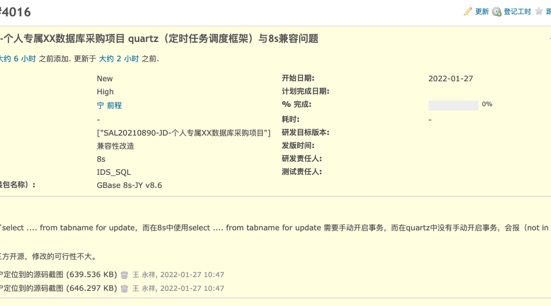 #4016
更新 登记工时
-个人专属XX数据库采购项目 quartz（定时任务调度框架）与8s兼容问题
大约 6 小时 之前添加. 更新于 大约 2 小时 之前.
New 开始日期: 2022-01-27
High 计划完成日期:
宁 前程 % 完成: 0%
- 耗时: -
["SAL20210890-JD-个人专属XX数据库采购项目"] 研发目标版本:
兼容性改造 发版时间:
8s 研发责任人:
IDS_SQL 测试责任人:
包名称）: GBase 8s-JY v8.6
select .... from tabname for update，而在8s中使用select .... from tabname for update 需要手动开启事务，而在quartz中没有手动开启事务，会报（not in
三方开源，修改的可行性不大。
户定位到的源码截图 (639.536 KB) 王 永祥, 2022-01-27 10:47
户定位到的源码截图 (646.297 KB) 王 永祥, 2022-01-27 10:47